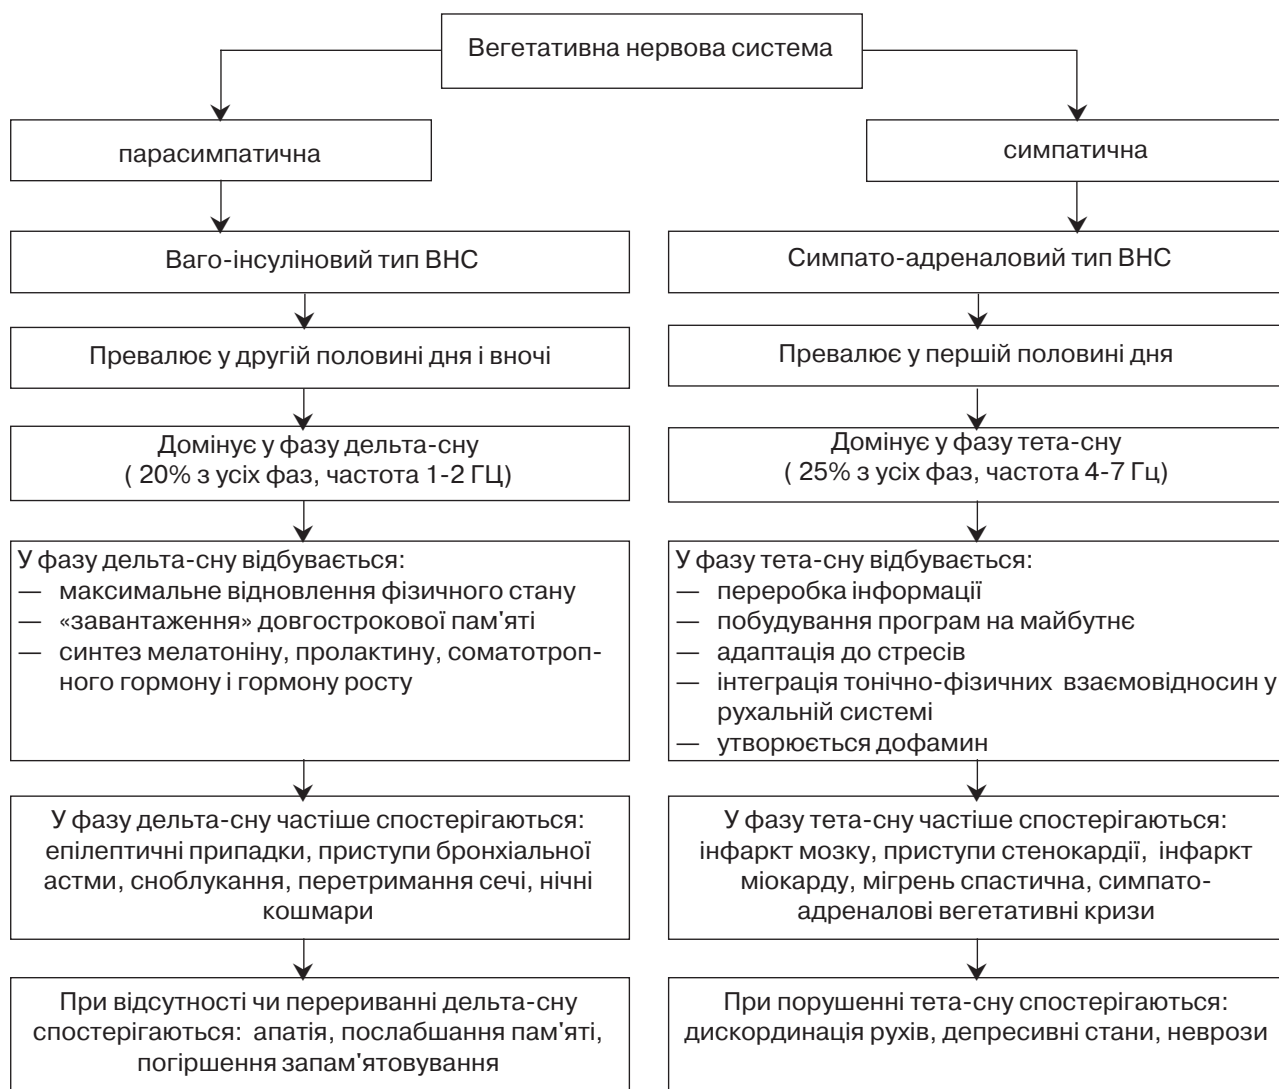 Вегетативна нервова система
парасимпатична
симпатична
Ваго-інсуліновий тип ВНС
Симпато-адреналовий тип ВНС
Превалює у другій половині дня і вночі
Превалює у першій половині дня
Домінує у фазу дельта-сну
( 20% з усіх фаз, частота 1-2 ГЦ)
Домінує у фазу тета-сну
( 25% з усіх фаз, частота 4-7 Гц)
У фазу дельта-сну відбувається:
— максимальне відновлення фізичного стану
— «завантаження» довгострокової пам'яті
— синтез мелатоніну, пролактину, соматотроп-
ного гормону і гормону росту
У фазу тета-сну відбувається:
— переробка інформації
— побудування програм на майбутнє
— адаптація до стресів
— інтеграція тонічно-фізичних взаємовідносин у
рухальній системі
— утворюється дофамин
У фазу дельта-сну частіше спостерігаються:
епілептичні припадки, приступи бронхіальної
астми, сноблукання, перетримання сечі, нічні
кошмари
У фазу тета-сну частіше спостерігаються:
інфаркт мозку, приступи стенокардії, інфаркт
міокарду, мігрень спастична, симпато-
адреналові вегетативні кризи
При відсутності чи перериванні дельта-сну
спостерігаються: апатія, послабшання пам'яті,
погіршення запам'ятовування
При порушенні тета-сну спостерігаються:
дискординація рухів, депресивні стани, неврози